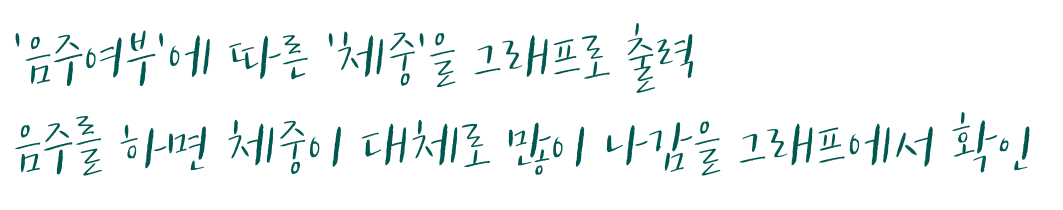 '음주여부'에 따른 '체중'을 그래프로 출력
음주를 하면 체중이 대체로 많이 나감을 그래프에서 확인